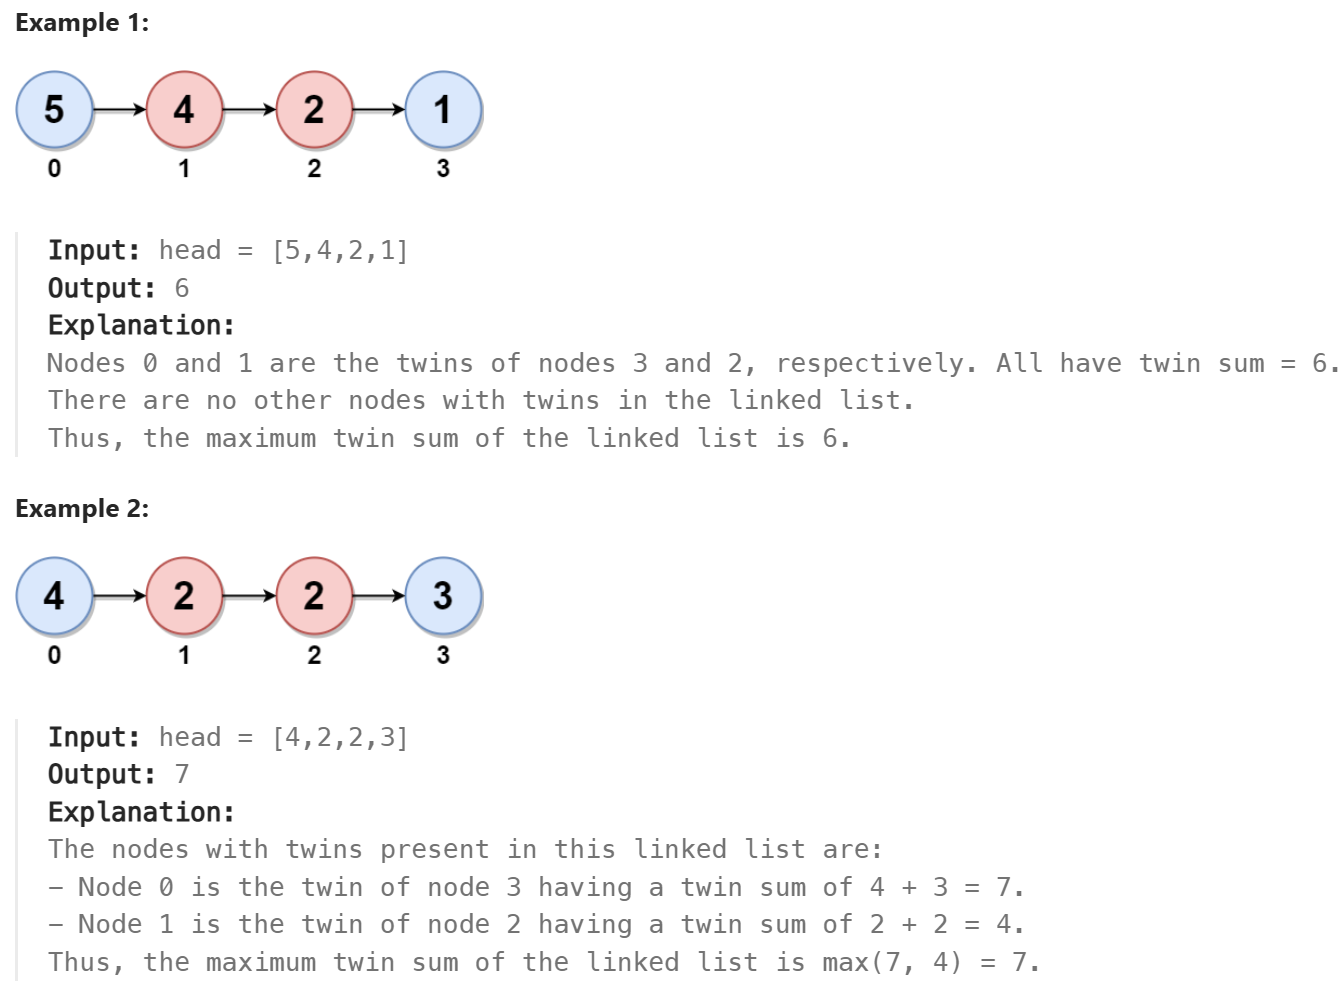 Example 1:
5 4 2 1
0 1 2 3
Input: head = [5,4,2,1]
Output: 6
Explanation:
Nodes 0 and 1 are the twins of nodes 3 and 2, respectively. All have twin sum = 6.
There are no other nodes with twins in the linked list.
Thus, the maximum twin sum of the linked list is 6.
Example 2:
4 2 2 3
0 1 2 3
Input: head = [4,2,2,3]
Output: 7
Explanation:
The nodes with twins present in this linked list are:
- Node 0 is the twin of node 3 having a twin sum of 4 + 3 = 7.
- Node 1 is the twin of node 2 having a twin sum of 2 + 2 = 4.
Thus, the maximum twin sum of the linked list is max(7, 4) = 7.